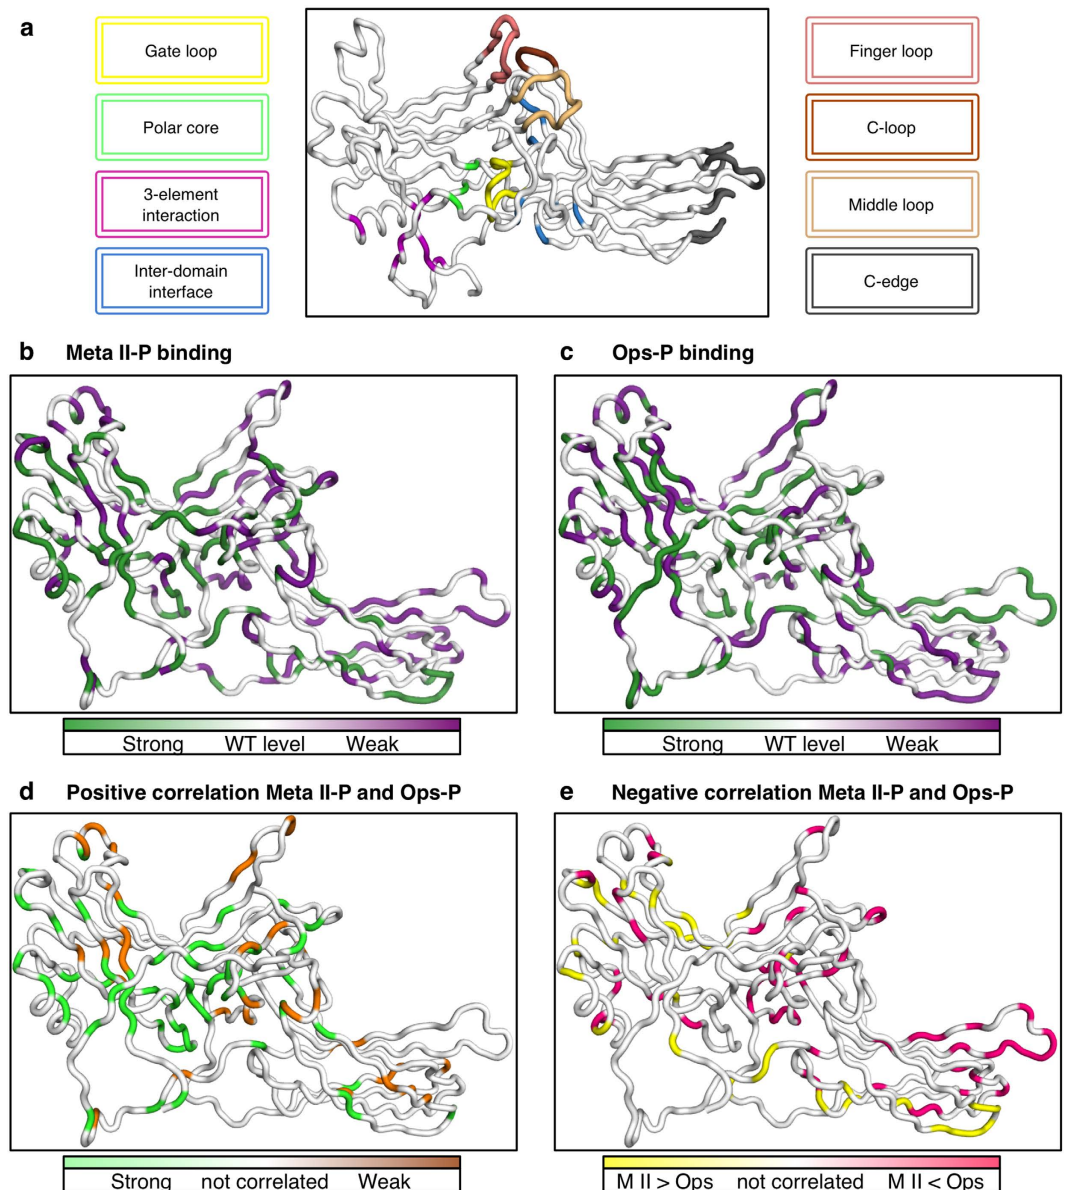 a
Gate loop
Polar core
3-element
interaction
Inter-domain
interface
Finger loop
C-loop
Middle loop
C-edge
b Meta II-P binding
c Ops-P binding
Strong WT level Weak
Strong WT level Weak
d Positive correlation Meta II-P and Ops-P
e Negative correlation Meta II-P and Ops-P
Strong not correlated Weak
M II > Ops not correlated M II < Ops